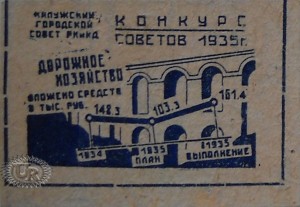 КАЛУЖСКИЙ
ГОРОДСКОЙ
СОВЕТ РКИКД
КОНКУРС
СОВЕТОВ 1935г.
ДОРОЖНОЕ
ХОЗЯЙСТВО
ВЛОЖЕНО СРЕДСТВ
В ТЫС. РУБ.
148.3
103.3
161.4
1934
1935
ПЛАН
1935
ВЫПОЛНЕНИЕ